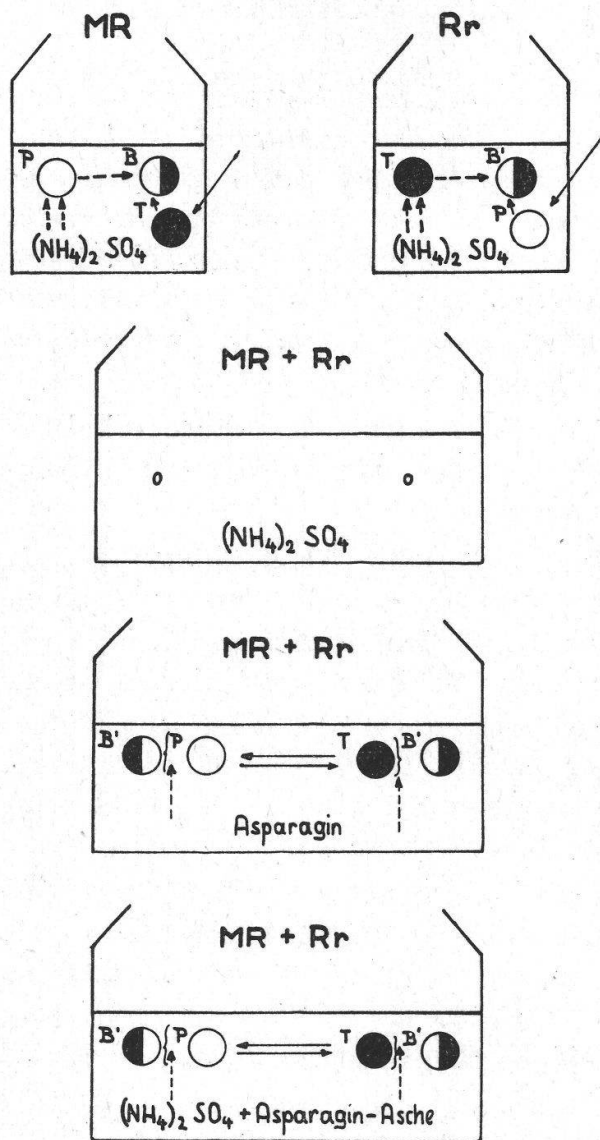 MR
Rr
P B
T
(NH₄)₂ SO₄
T B'
P
(NH₄)₂ SO₄
MR + Rr
o o
(NH₄)₂ SO₄
MR + Rr
B' { P T } B'
Asparagin
MR + Rr
B' { P T } B'
(NH₄)₂ SO₄ + Asparagin-Asche